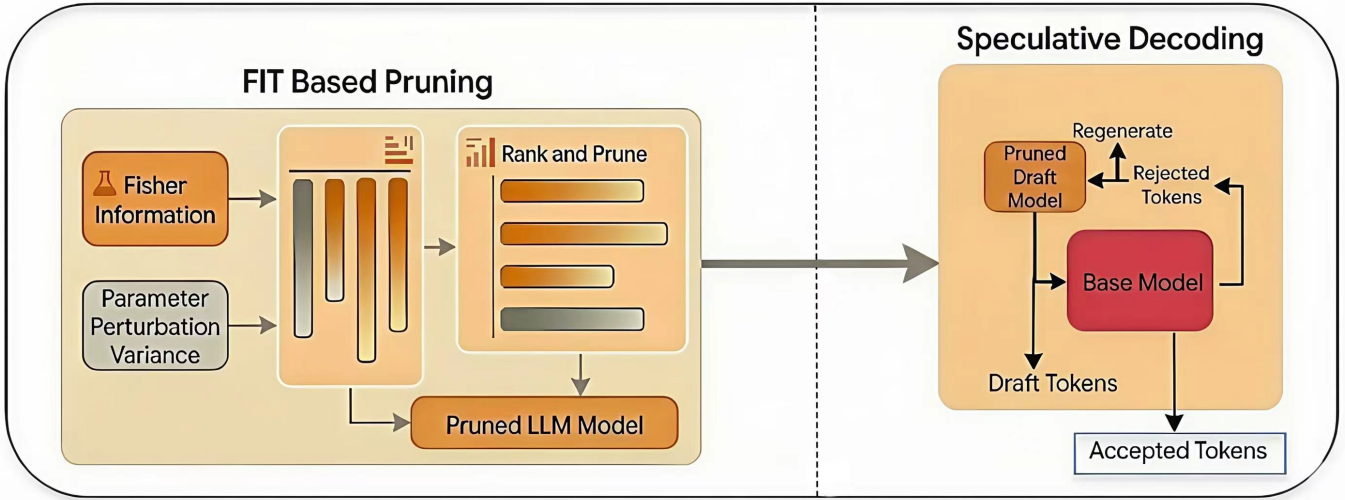 FIT Based Pruning
Fisher
Information
Parameter
Perturbation
Variance
Rank and Prune
Pruned LLM Model
Speculative Decoding
Regenerate
Pruned
Draft
Model
Rejected
Tokens
Base Model
Draft Tokens
Accepted Tokens